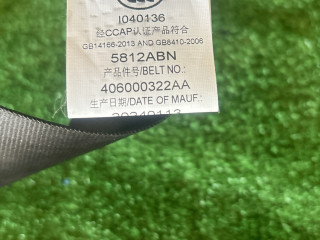 I040136
经CCAP认证产品符合
GB14166-2013 AND GB8410-2006
5812ABN
产品件号/BELT NO.:
406000322AA
生产日期/DATE OF MAUF.:
20240113